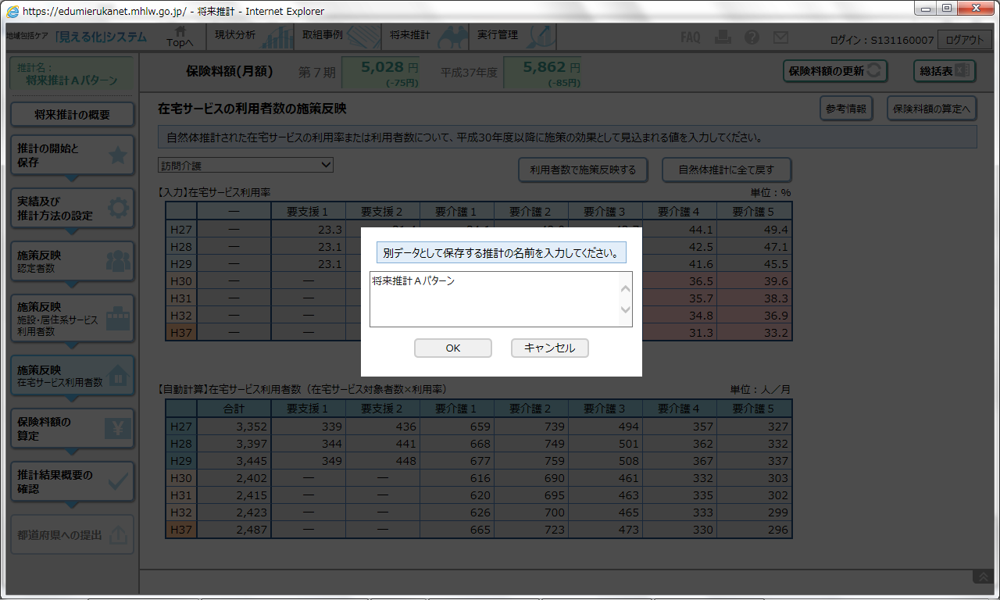 https://edumierukanet.mhlw.go.jp/ - 将来推計 - Internet Explorer
地域包括ケア 「見える化」システム Topへ 現状分析 取組事例 将来推計 実行管理 FAQ ログイン：S131160007 ログアウト
推計名：
将来推計Ａパターン
将来推計の概要
推計の開始と
保存
実績及び
推計方法の設定
施策反映
認定者数
施策反映
施設・居住系サービス
利用者数
施策反映
在宅サービス利用者数
保険料額の
算定
推計結果概要の
確認
都道府県への提出
保険料額(月額) 第７期 5,028 円 (-75円) 平成37年度 5,862 円 (-85円) 保険料額の更新 総括表
在宅サービスの利用者数の施策反映 参考情報 保険料額の算定へ
自然体推計された在宅サービスの利用率または利用者数について、平成30年度以降に施策の効果として見込まれる値を入力してください。
訪問介護 利用者数で施策反映する 自然体推計に全て戻す
【入力】在宅サービス利用率 単位：％
― 要支援１ 要支援２ 要介護１ 要介護２ 要介護３ 要介護４ 要介護５
H27 ― 23.3 44.1 49.4
H28 ― 23.1 42.5 47.1
H29 ― 23.1 41.6 45.5
H30 ― ― 36.5 39.6
H31 ― ― 35.7 38.3
H32 ― ― 34.8 36.9
H37 ― ― 31.3 33.2
別データとして保存する推計の名前を入力してください。
将来推計Ａパターン
OK キャンセル
【自動計算】在宅サービス利用者数（在宅サービス対象者数×利用率） 単位：人／月
合計 要支援１ 要支援２ 要介護１ 要介護２ 要介護３ 要介護４ 要介護５
H27 3,352 339 436 659 739 494 357 327
H28 3,397 344 441 668 749 501 362 332
H29 3,445 349 448 677 759 508 367 337
H30 2,402 ― ― 616 690 461 332 303
H31 2,415 ― ― 620 695 463 335 302
H32 2,423 ― ― 626 700 465 333 299
H37 2,487 ― ― 665 723 473 330 296